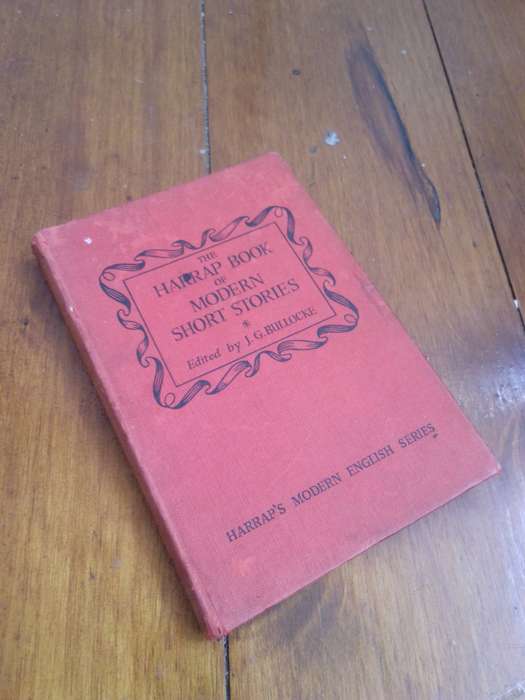 THE
HARRAP BOOK
OF
MODERN
SHORT STORIES
*
Edited by J. G. BULLOCKE
HARRAP'S MODERN ENGLISH SERIES